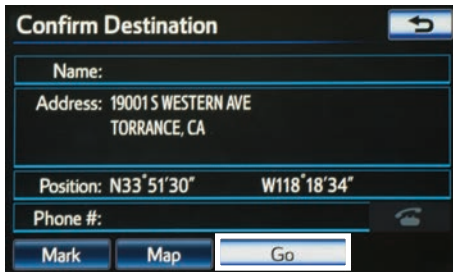 Confirm Destination
Name:
Address: 19001 S WESTERN AVE
TORRANCE, CA
Position: N33°51'30" W118°18'34"
Phone #:
Mark Map Go